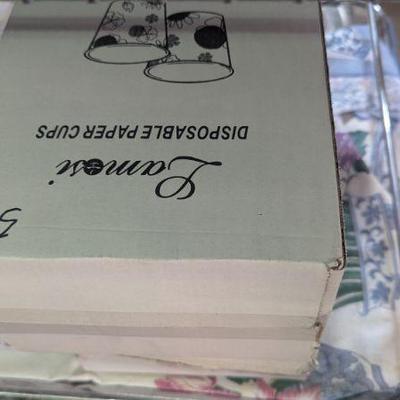 Lamosi
DISPOSABLE PAPER CUPS